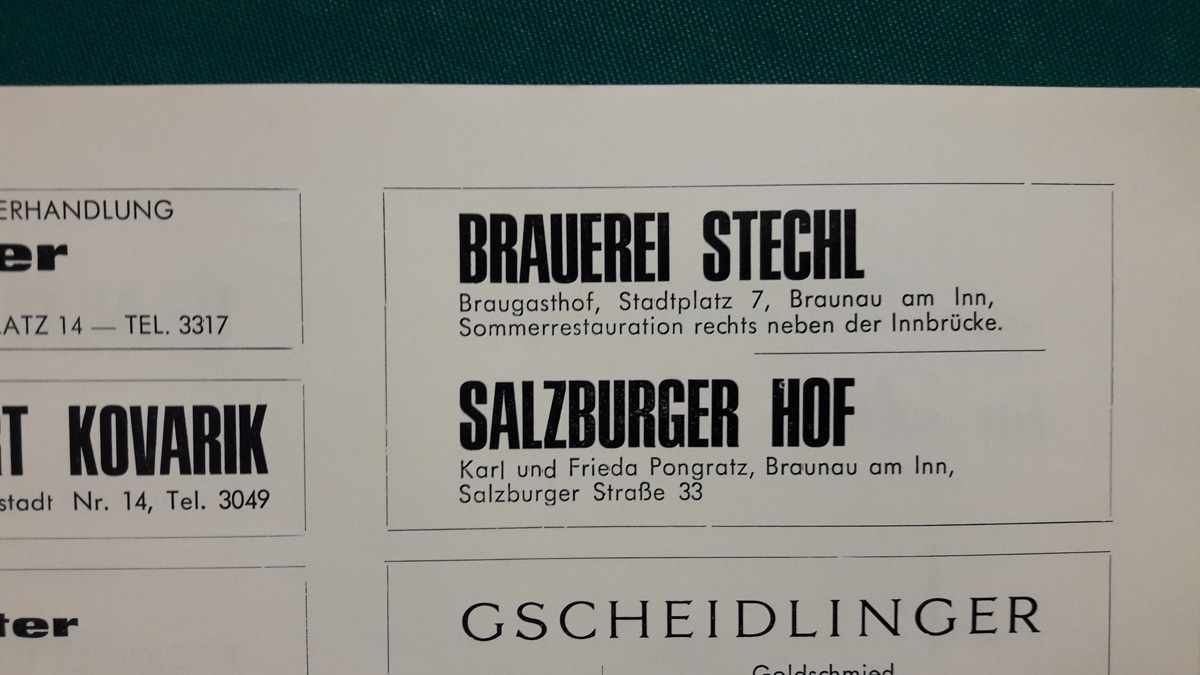 ERHANDLUNG
er
ATZ 14 — TEL. 3317
RT KOVARIK
stadt Nr. 14, Tel. 3049
ter
BRAUEREI STECHL
Braugasthof, Stadtplatz 7, Braunau am Inn,
Sommerrestauration rechts neben der Innbrücke.
SALZBURGER HOF
Karl und Frieda Pongratz, Braunau am Inn,
Salzburger Straße 33
GSCHEIDLINGER
Goldschmied